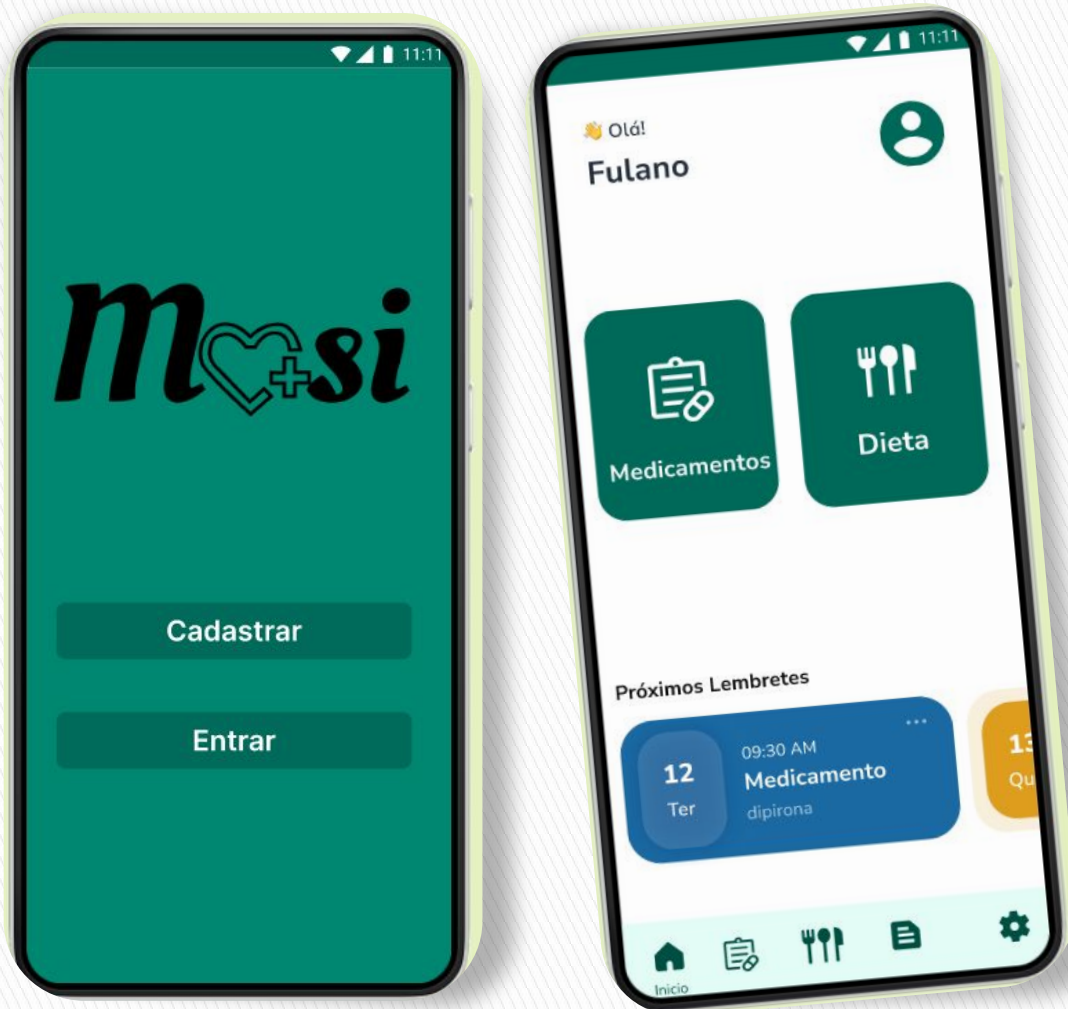 11:11
Mosi
Cadastrar
Entrar
11:11
👋 Olá!
Fulano
Medicamentos
Dieta
Próximos Lembretes
09:30 AM
12
Medicamento
Ter
dipirona
13
Qu
Inicio